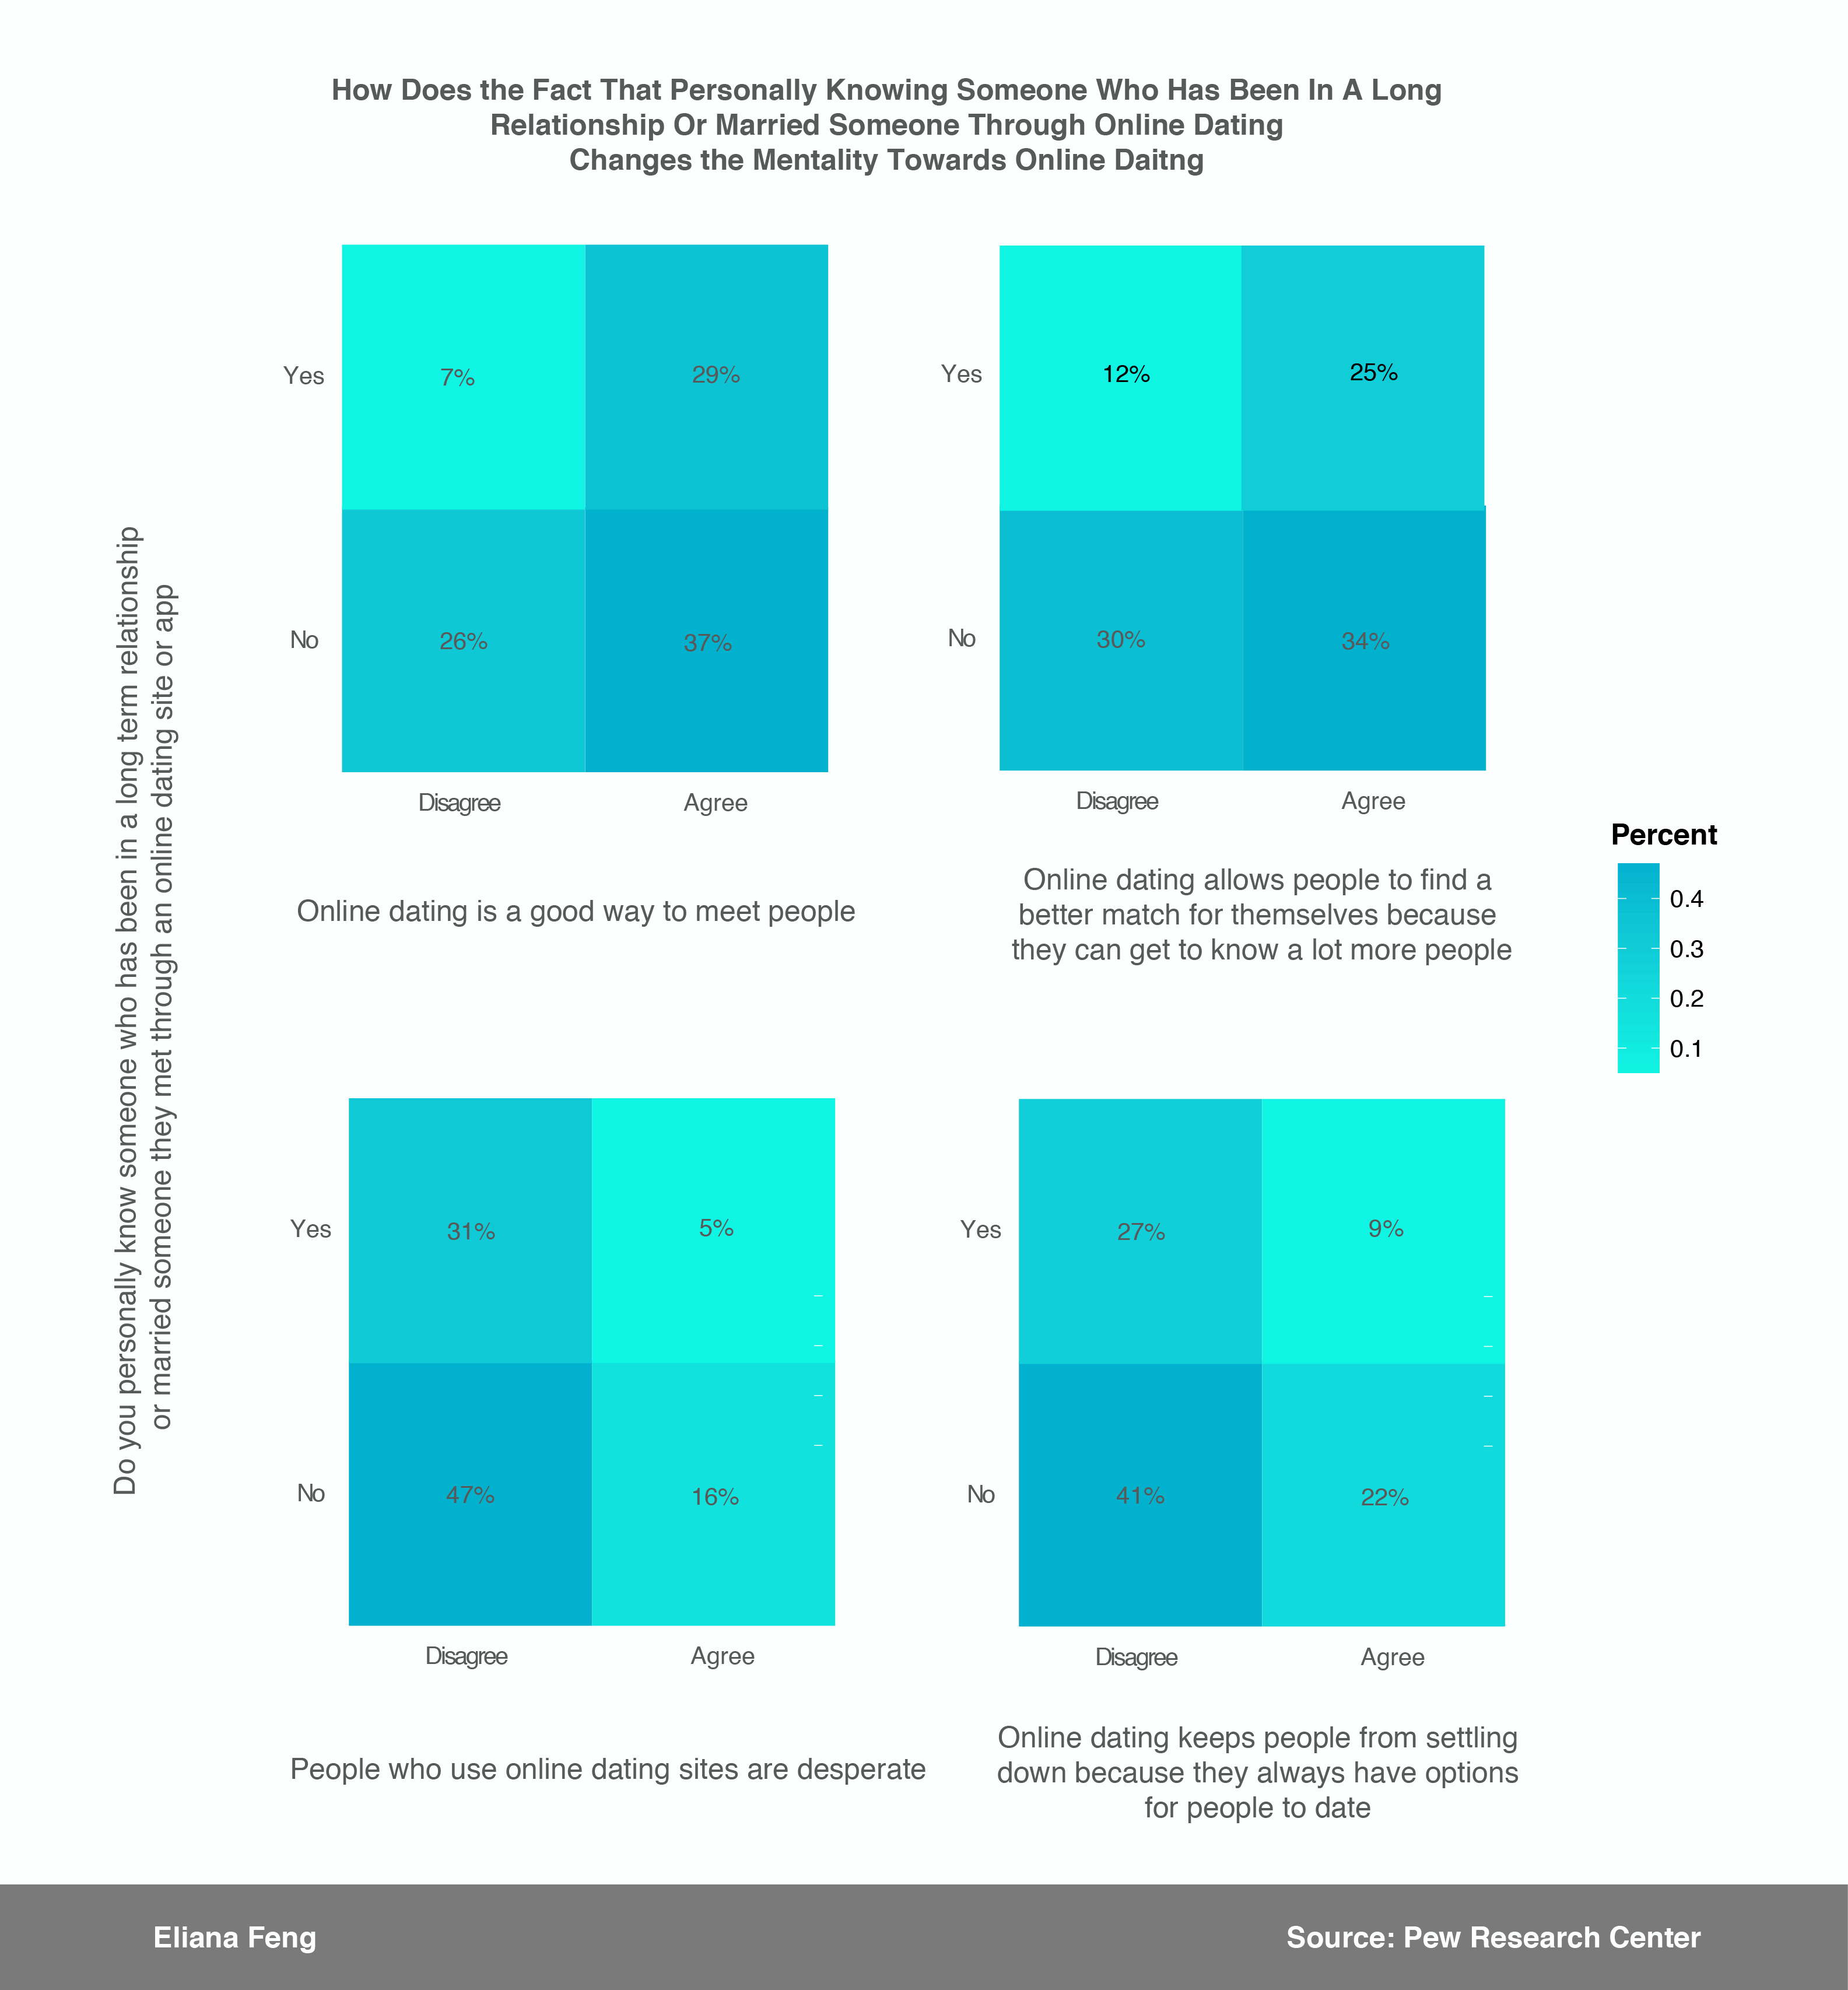 How Does the Fact That Personally Knowing Someone Who Has Been In A Long
Relationship Or Married Someone Through Online Dating
Changes the Mentality Towards Online Daitng
Do you personally know someone who has been in a long term relationship
or married someone they met through an online dating site or app
Yes
7%
29%
No
26%
37%
Disagree
Agree
Online dating is a good way to meet people
Yes
12%
25%
No
30%
34%
Disagree
Agree
Online dating allows people to find a
better match for themselves because
they can get to know a lot more people
Percent
0.4
0.3
0.2
0.1
Yes
31%
5%
No
47%
16%
Disagree
Agree
People who use online dating sites are desperate
Yes
27%
9%
No
41%
22%
Disagree
Agree
Online dating keeps people from settling
down because they always have options
for people to date
Eliana Feng
Source: Pew Research Center